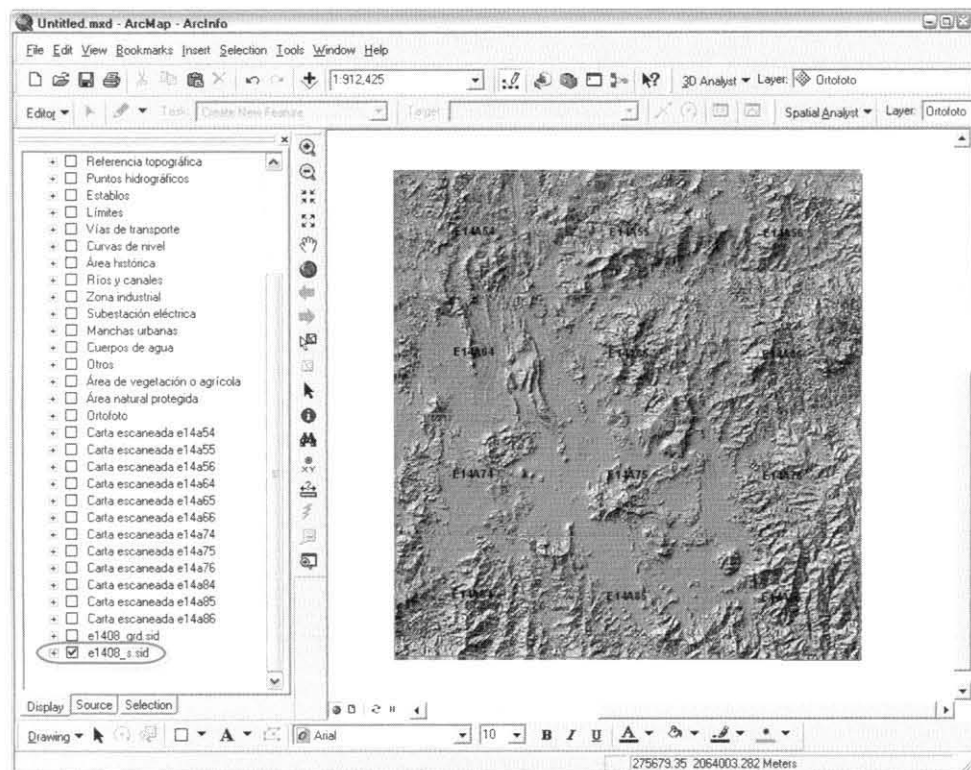 Untitled.mxd - ArcMap - ArcInfo
File Edit View Bookmarks Insert Selection Tools Window Help
1:912,425 3D Analyst Layer: Ortofoto
Editor Task: Create New Feature Target: Spatial Analyst Layer: Ortofoto
Referencia topográfica
Puntos hidrográficos
Establos
Límites
Vías de transporte
Curvas de nivel
Área histórica
Ríos y canales
Zona industrial
Subestación eléctrica
Manchas urbanas
Cuerpos de agua
Otros
Área de vegetación o agrícola
Área natural protegida
Ortofoto
Carta escaneada e14a54
Carta escaneada e14a55
Carta escaneada e14a56
Carta escaneada e14a64
Carta escaneada e14a65
Carta escaneada e14a66
Carta escaneada e14a74
Carta escaneada e14a75
Carta escaneada e14a76
Carta escaneada e14a84
Carta escaneada e14a85
Carta escaneada e14a86
e1408_grd.sid
e1408_s.sid
Display Source Selection
XY
E14A54 E14A55
E14A64
E14A74 E14A75
E14A85
Drawing A Arial 10 B I U A
275679.35 2064003.282 Meters